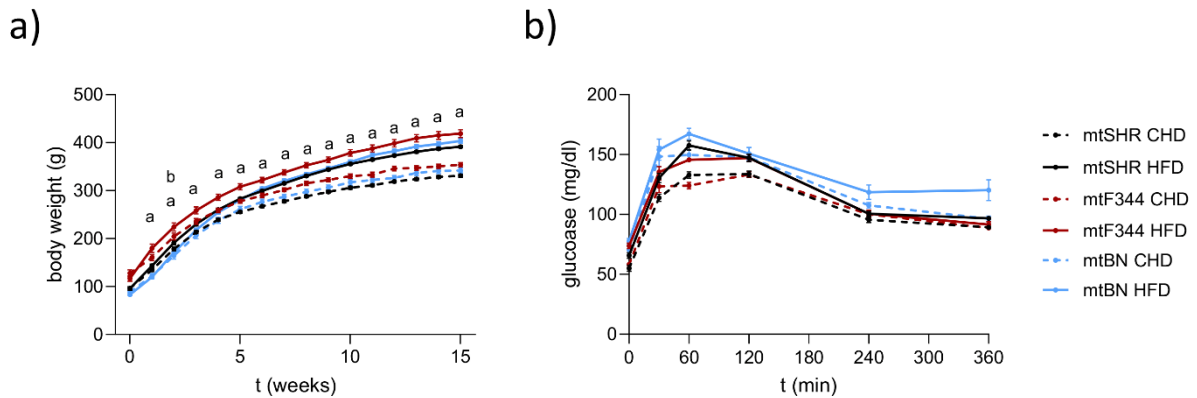 a)
body weight (g)
500
400
300
200
100
0
a
b
a
a
a
a
a
a
a
a
a
a
a
a
a
a
0
5
10
15
t (weeks)
b)
glucoase (mg/dl)
200
150
100
50
0
0
60
120
180
240
300
360
t (min)
mtSHR CHD
mtSHR HFD
mtF344 CHD
mtF344 HFD
mtBN CHD
mtBN HFD